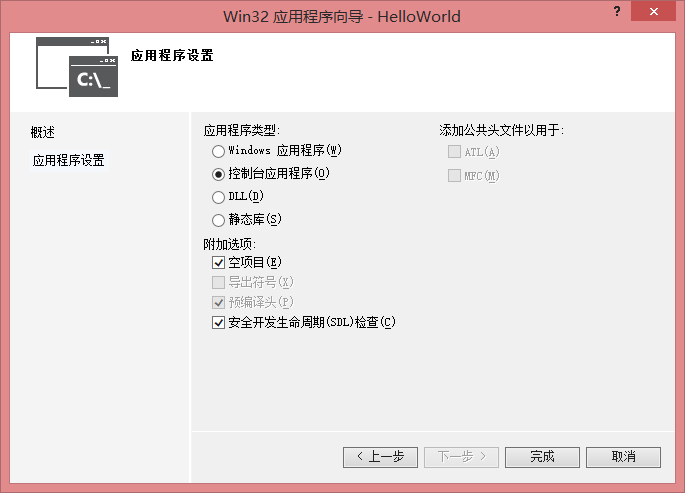 Win32 应用程序向导 - HelloWorld
?
C:\_
应用程序设置
概述
应用程序设置
应用程序类型:
Windows 应用程序(W)
控制台应用程序(O)
DLL(D)
静态库(S)
附加选项:
空项目(E)
导出符号(X)
预编译头(P)
安全开发生命周期(SDL)检查(C)
添加公共头文件以用于:
ATL(A)
MFC(M)
< 上一步
下一步 >
完成
取消